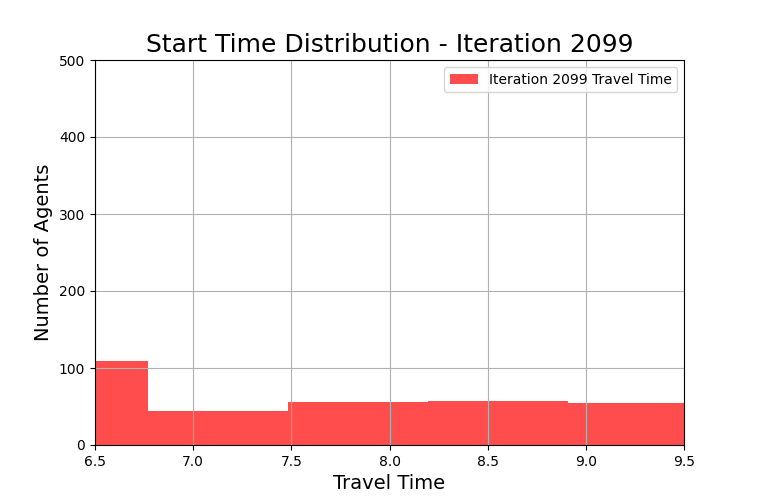 Start Time Distribution - Iteration 2099
500
400
300
200
100
0
Number of Agents
Iteration 2099 Travel Time
6.5 7.0 7.5 8.0 8.5 9.0 9.5
Travel Time